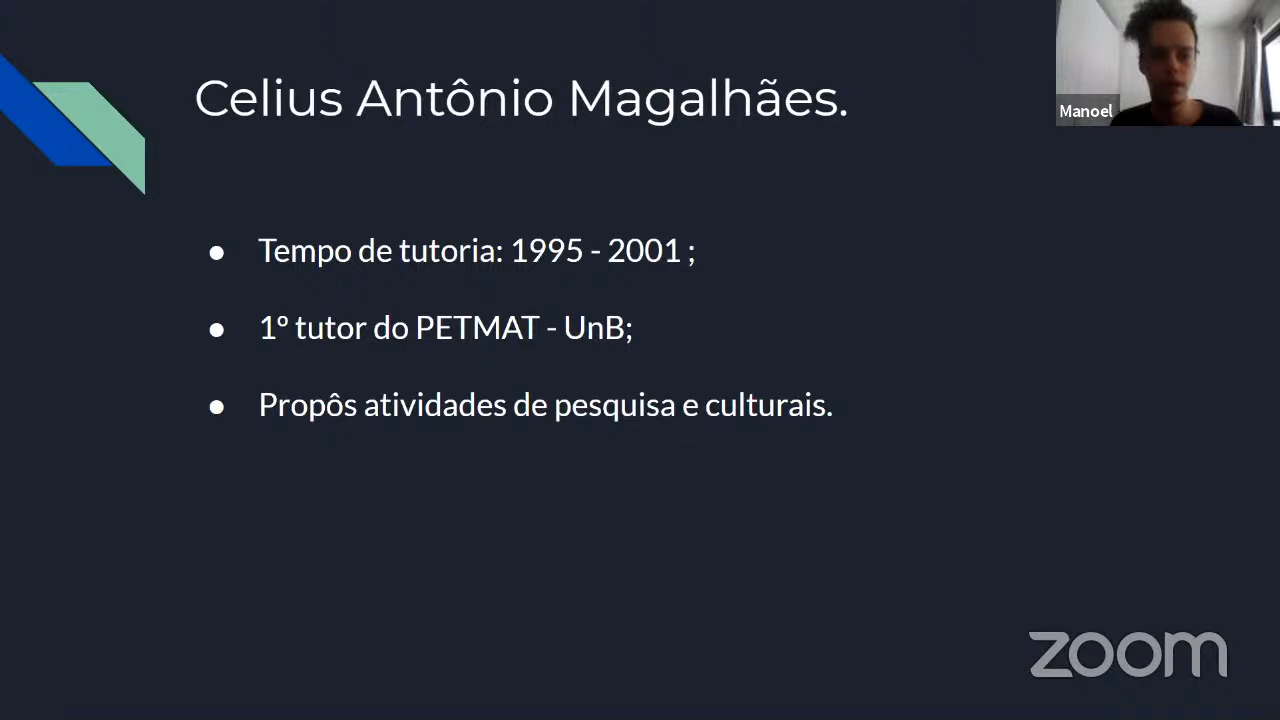 Celius Antônio Magalhães.
Manoel
● Tempo de tutoria: 1995 - 2001 ;
● 1º tutor do PETMAT - UnB;
● Propôs atividades de pesquisa e culturais.
zoom